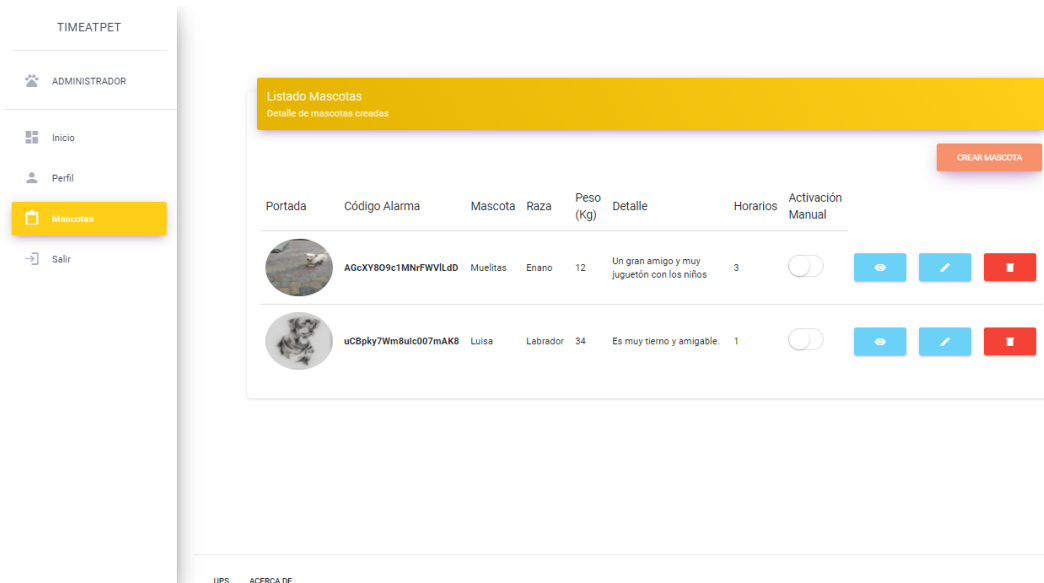 TIMEATPET
ADMINISTRADOR
Inicio
Perfil
Mascotas
Salir
Listado Mascotas
Detalle de mascotas creadas
CREAR MASCOTA
Portada Código Alarma Mascota Raza Peso (Kg) Detalle Horarios Activación Manual
AGcXY8O9c1MNrFWVlLdD Muelitas Enano 12 Un gran amigo y muy juguetón con los niños 3
uCBpky7Wm8ulc007mAK8 Luisa Labrador 34 Es muy tierno y amigable. 1
UPS ACERCA DE